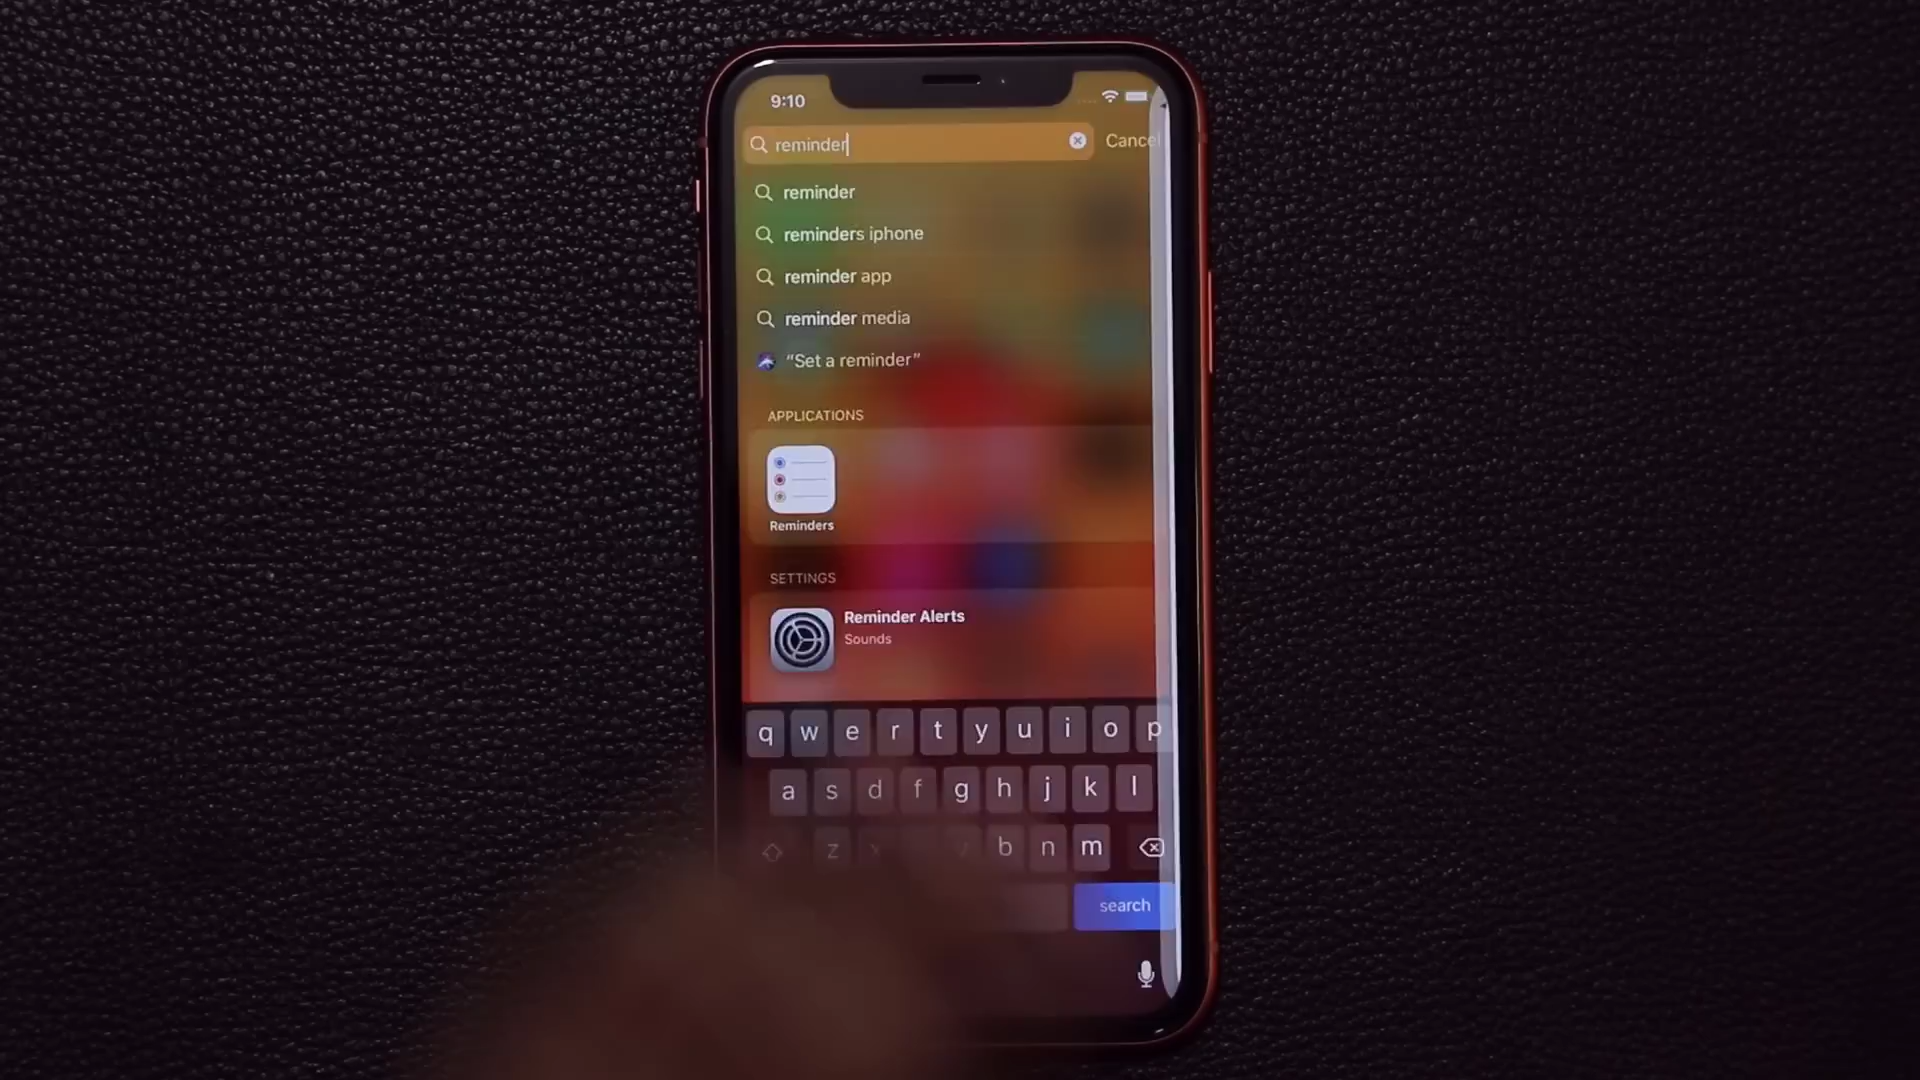 9:10
reminder
Cancel
reminder
reminders iphone
reminder app
reminder media
“Set a reminder”
APPLICATIONS
Reminders
SETTINGS
Reminder Alerts
Sounds
q w e r t y u i o p
a s d f g h j k l
z b n m
search